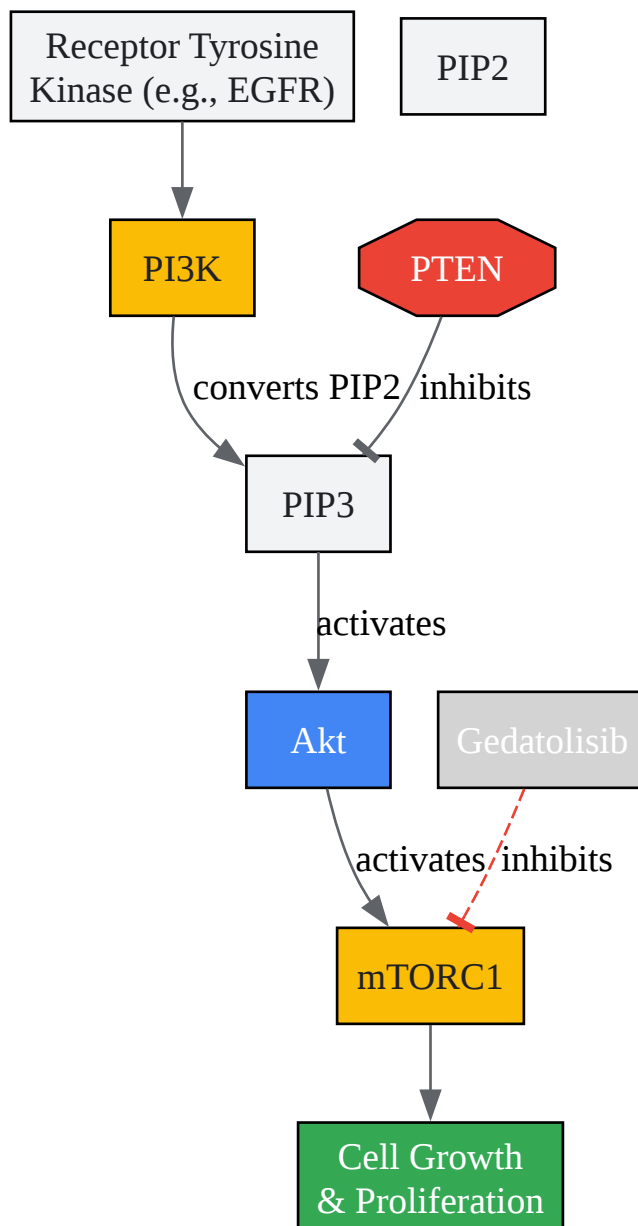 Receptor Tyrosine
Kinase (e.g., EGFR)
PIP2
PI3K
PTEN
converts PIP2
inhibits
PIP3
activates
Akt
Gedatolisib
activates
inhibits
mTORC1
Cell Growth
& Proliferation